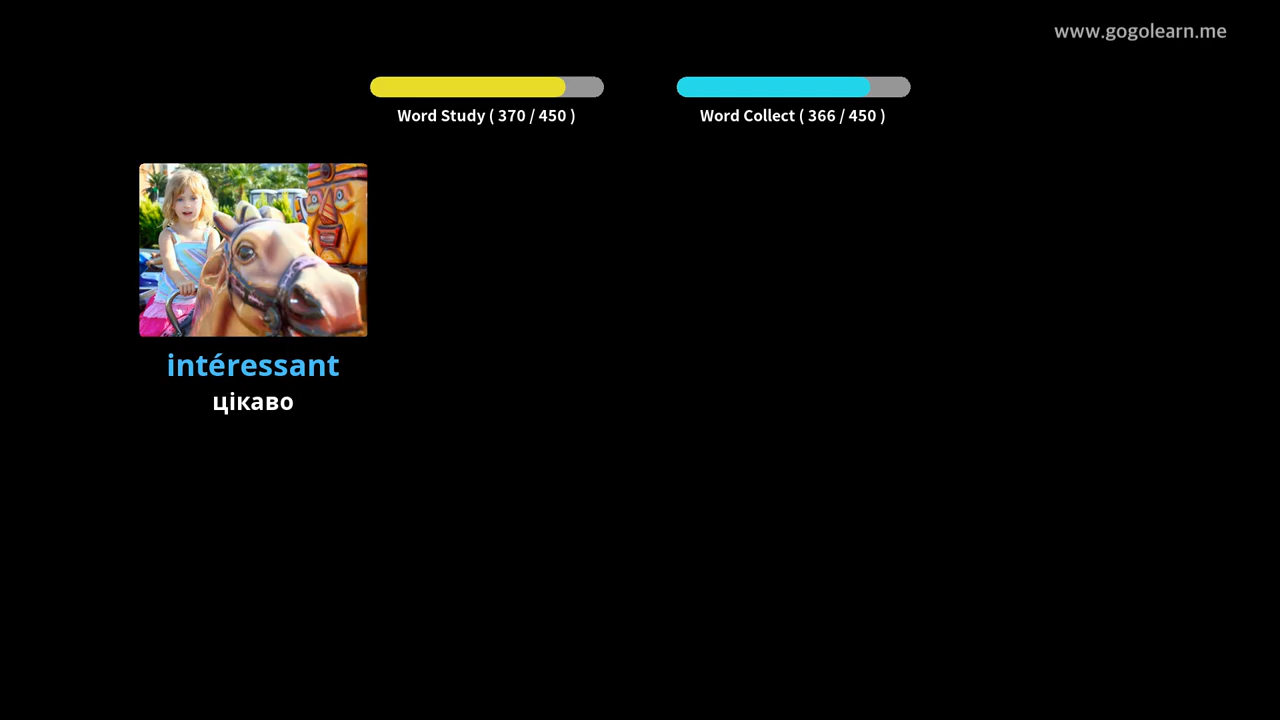 www.gogolearn.me
Word Study ( 370 / 450 )
Word Collect ( 366 / 450 )
intéressant
цікаво